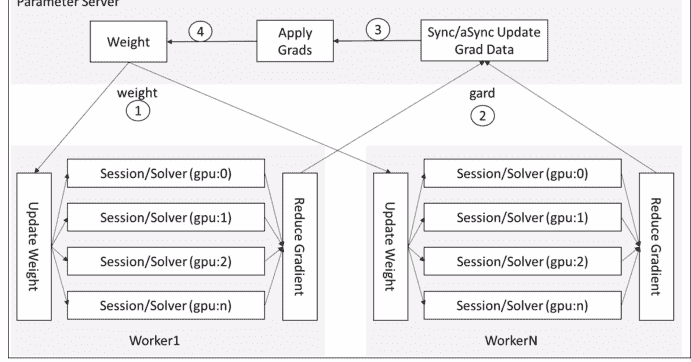 Parameter Server
Weight
4
Apply
Grads
3
Sync/aSync Update
Grad Data
weight
1
gard
2
Update Weight
Session/Solver (gpu:0)
Session/Solver (gpu:1)
Session/Solver (gpu:2)
Session/Solver (gpu:n)
Reduce Gradient
Worker1
Update Weight
Session/Solver (gpu:0)
Session/Solver (gpu:1)
Session/Solver (gpu:2)
Session/Solver (gpu:n)
Reduce Gradient
WorkerN